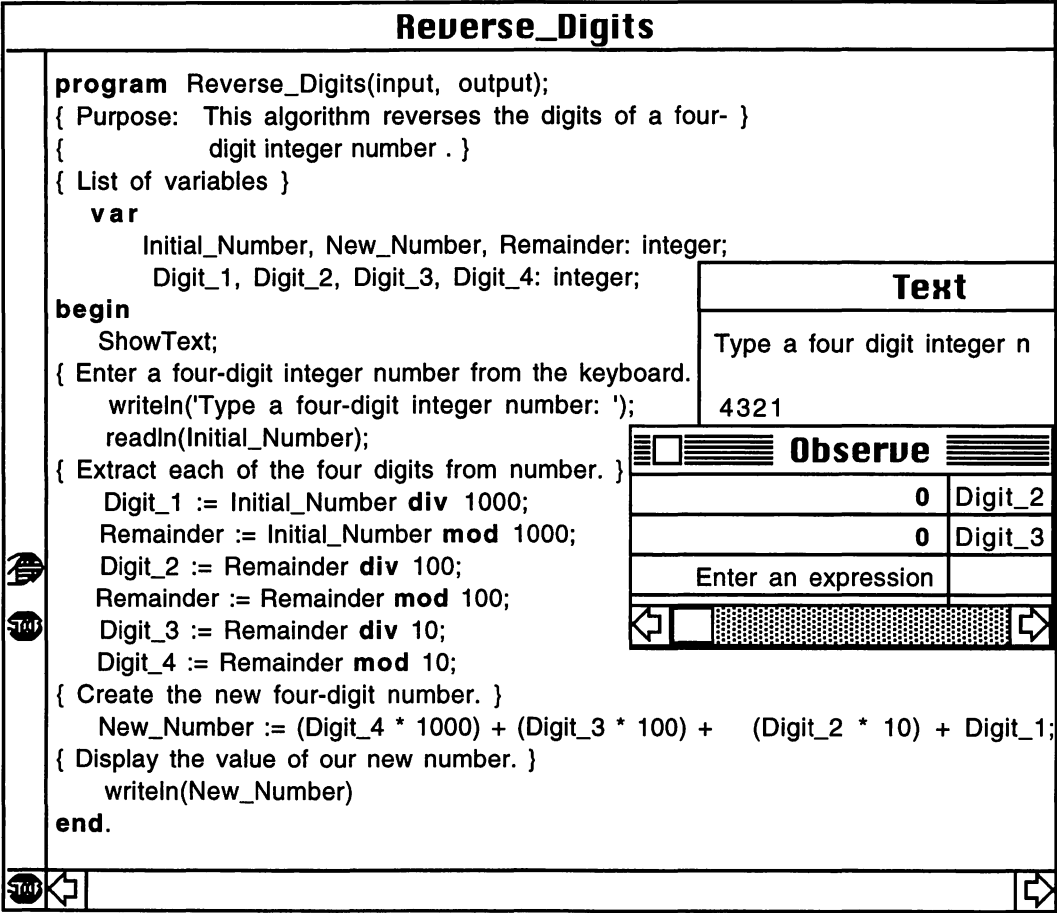 Reverse_Digits
program Reverse_Digits(input, output);
{ Purpose: This algorithm reverses the digits of a four- }
{ digit integer number . }
{ List of variables }
var
Initial_Number, New_Number, Remainder: integer;
Digit_1, Digit_2, Digit_3, Digit_4: integer;
begin
ShowText;
{ Enter a four-digit integer number from the keyboard.
writeln('Type a four-digit integer number: ');
readln(Initial_Number);
{ Extract each of the four digits from number. }
Digit_1 := Initial_Number div 1000;
Remainder := Initial_Number mod 1000;
Digit_2 := Remainder div 100;
Remainder := Remainder mod 100;
Digit_3 := Remainder div 10;
Digit_4 := Remainder mod 10;
{ Create the new four-digit number. }
New_Number := (Digit_4 * 1000) + (Digit_3 * 100) + (Digit_2 * 10) + Digit_1;
{ Display the value of our new number. }
writeln(New_Number)
end.
Text
Type a four digit integer n
4321
Observe
0 Digit_2
0 Digit_3
Enter an expression